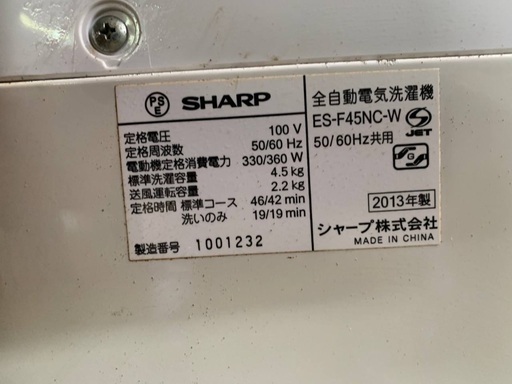 PSE SHARP
定格電圧 100 V
定格周波数 50/60 Hz
電動機定格消費電力 330/360 W
標準洗濯容量 4.5 kg
送風運転容量 2.2 kg
定格時間 標準コース 46/42 min
洗いのみ 19/19 min
製造番号 1001232
全自動電気洗濯機
ES-F45NC-W
50/60Hz共用
S JET
G
2013年製
シャープ株式会社
MADE IN CHINA